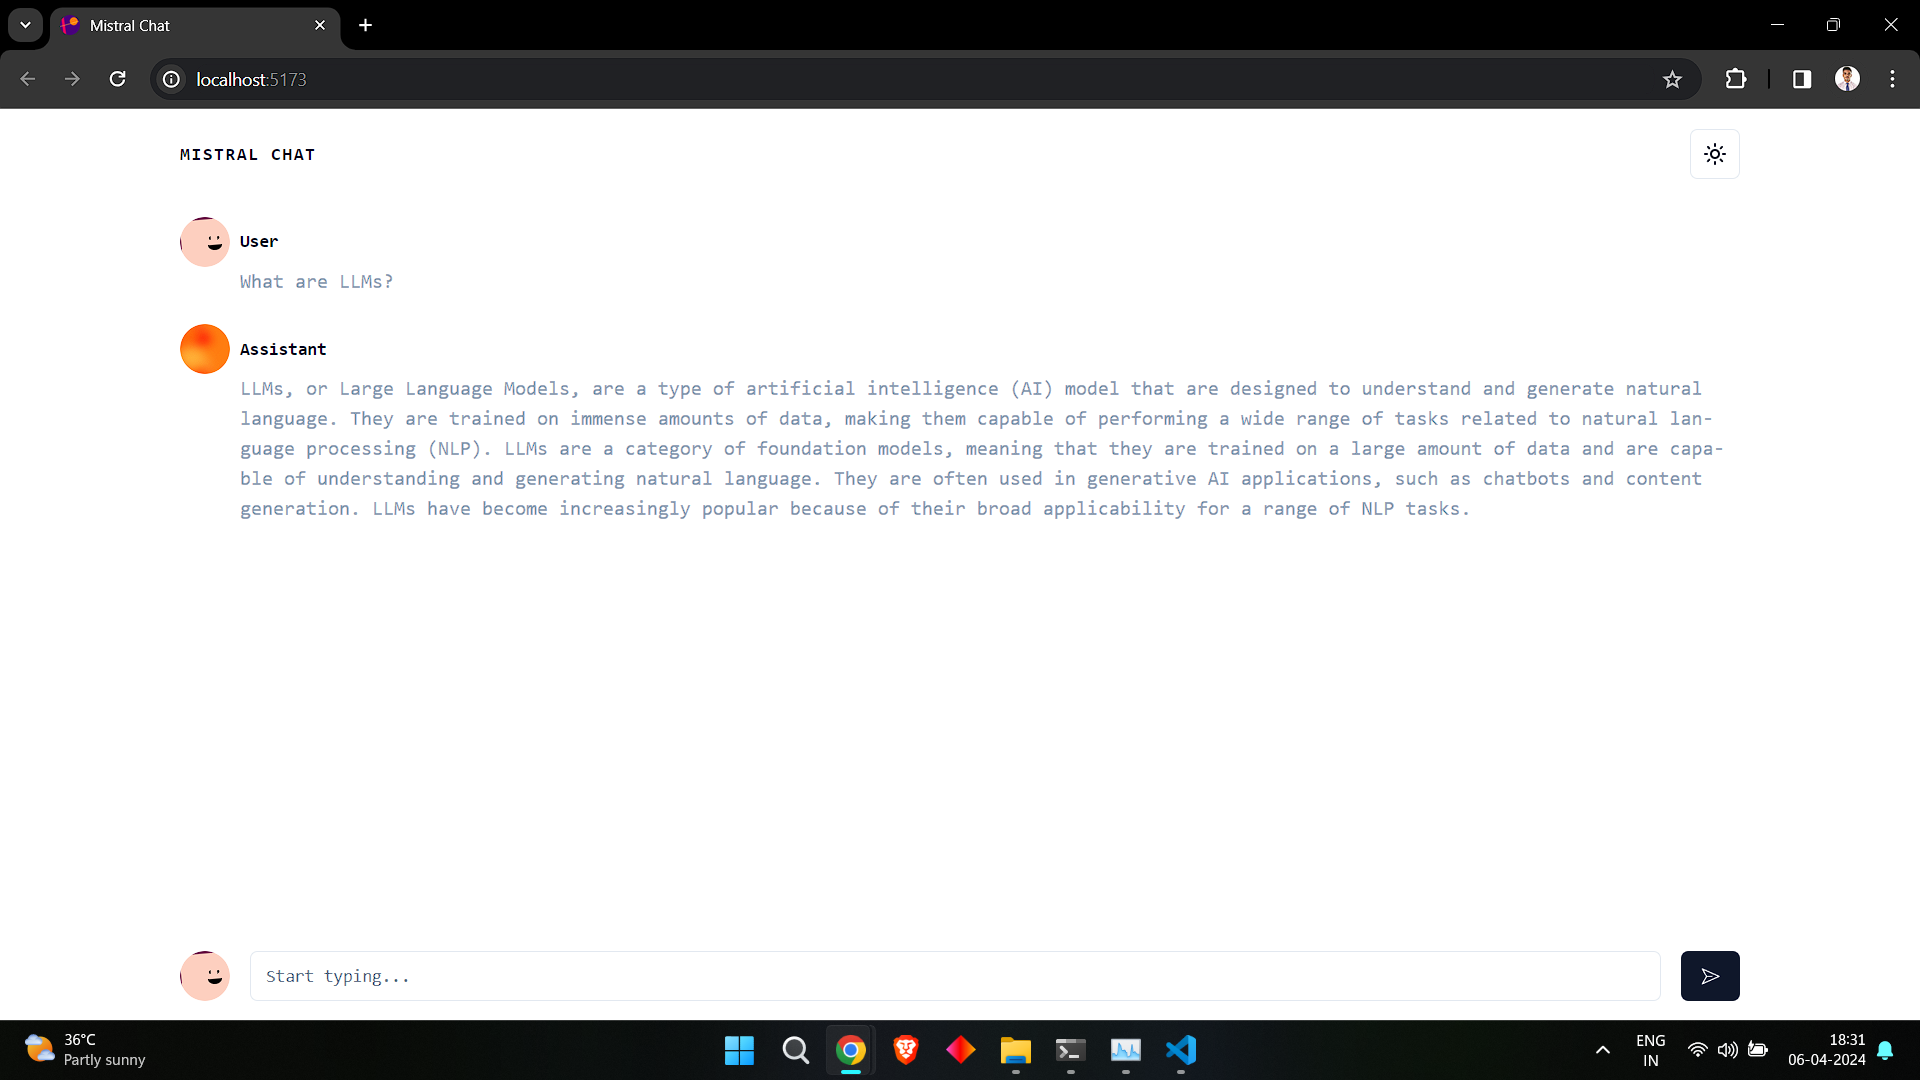 Mistral Chat
localhost:5173
MISTRAL CHAT
User
What are LLMs?
Assistant
LLMs, or Large Language Models, are a type of artificial intelligence (AI) model that are designed to understand and generate natural
language. They are trained on immense amounts of data, making them capable of performing a wide range of tasks related to natural lan-
guage processing (NLP). LLMs are a category of foundation models, meaning that they are trained on a large amount of data and are capa-
ble of understanding and generating natural language. They are often used in generative AI applications, such as chatbots and content
generation. LLMs have become increasingly popular because of their broad applicability for a range of NLP tasks.
Start typing...
36°C
Partly sunny
ENG
IN
18:31
06-04-2024